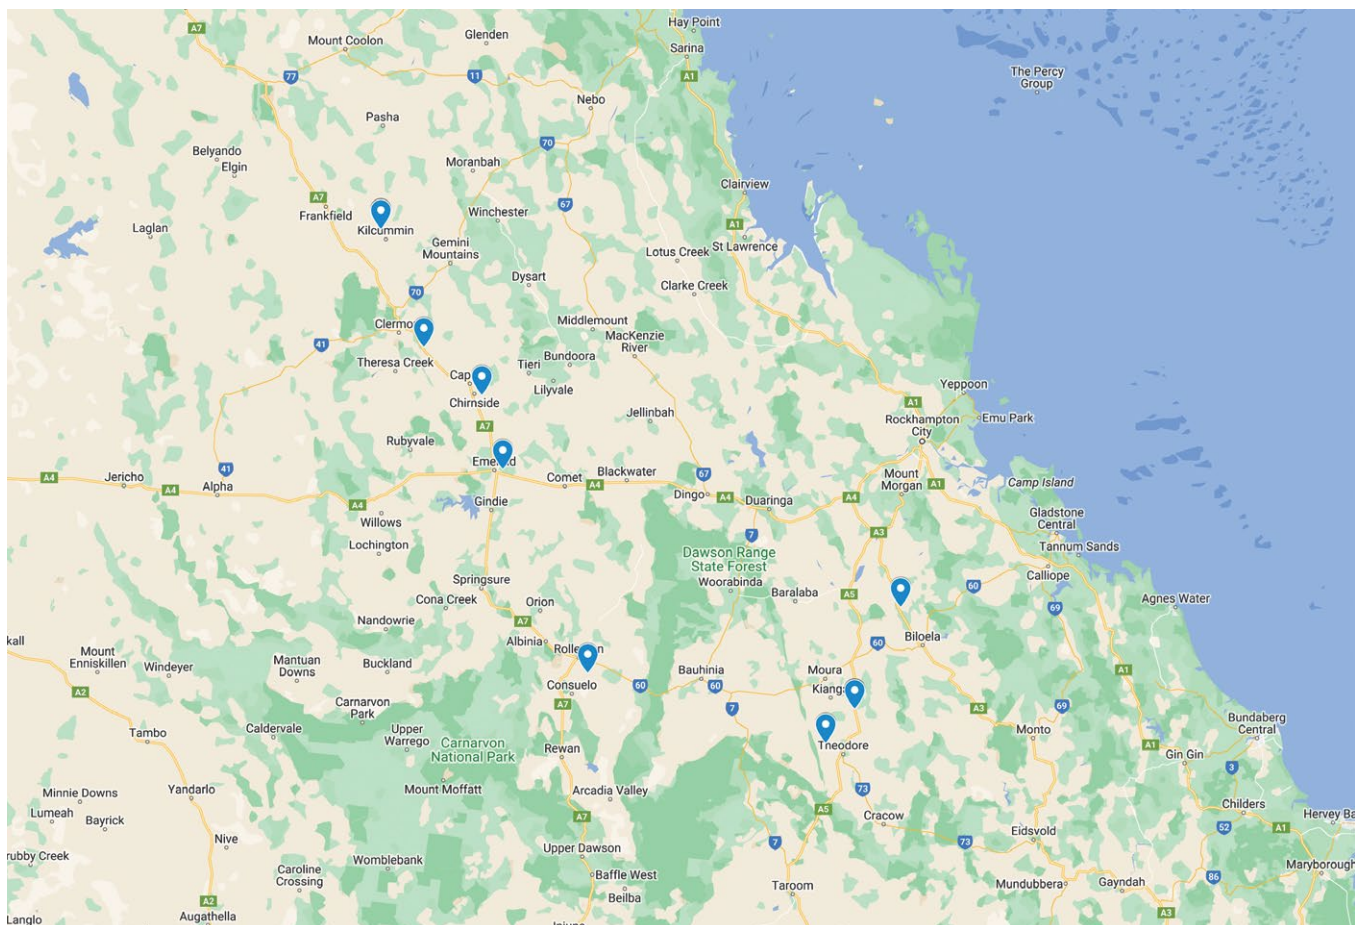 Hay Point
A7
Glenden
Mount Coolon
Sarina
The Percy
Group
77
11
A1
Nebo
Pasha
70
Belyando
Elgin
Moranbah
Clairview
A7
67
Frankfield
Winchester
A1
Laglan
Kilcummin
St Lawrence
Gemini
Mountains
Lotus Creek
Dysart
Clarke Creek
70
Middlemount
Clermo
MacKenzie
River
41
Theresa Creek
Tieri
Bundoora
Cap
Lilyvale
Yeppoon
Chirnside
A1
Jellinbah
Rockhampton
City
Emu Park
A7
Rubyvale
41
Emerald
Blackwater
67
Mount
Morgan
A4
Jericho
A4
Alpha
Comet
A4
Dingo
A4
Duaringa
A4
A1
Camp Island
A4
Gindie
Willows
Gladstone
Central
A3
7
Lochington
Dawson Range
State Forest
Tannum Sands
Springsure
Woorabinda
Calliope
Cona Creek
Orion
Baralaba
A5
60
69
Agnes Water
Nandowrie
A7
kall
Albinia
Biloela
60
Mount
Enniskillen
Windeyer
Mantuan
Downs
Buckland
Bauhinia
Moura
A1
A2
Consuelo
60
60
Kianga
Carnarvon
Park
A7
7
A3
69
Caldervale
Upper
Warrego
Bundaberg
Central
Tambo
Carnarvon
National Park
Rewan
Theodore
Monto
A1
Gin Gin
3
Minnie Downs
Yandarlo
Mount Moffatt
Arcadia Valley
73
Lumeah
Bayrick
A5
Cracow
Childers
Hervey Ba
A7
52
A1
Nive
7
73
Eidsvold
rubby Creek
Womblebank
Upper Dawson
Caroline
Crossing
Baffle West
Taroom
Mundubbera
Gayndah
86
Maryborough
Beilba
A2
Langlo
Augathella
A3